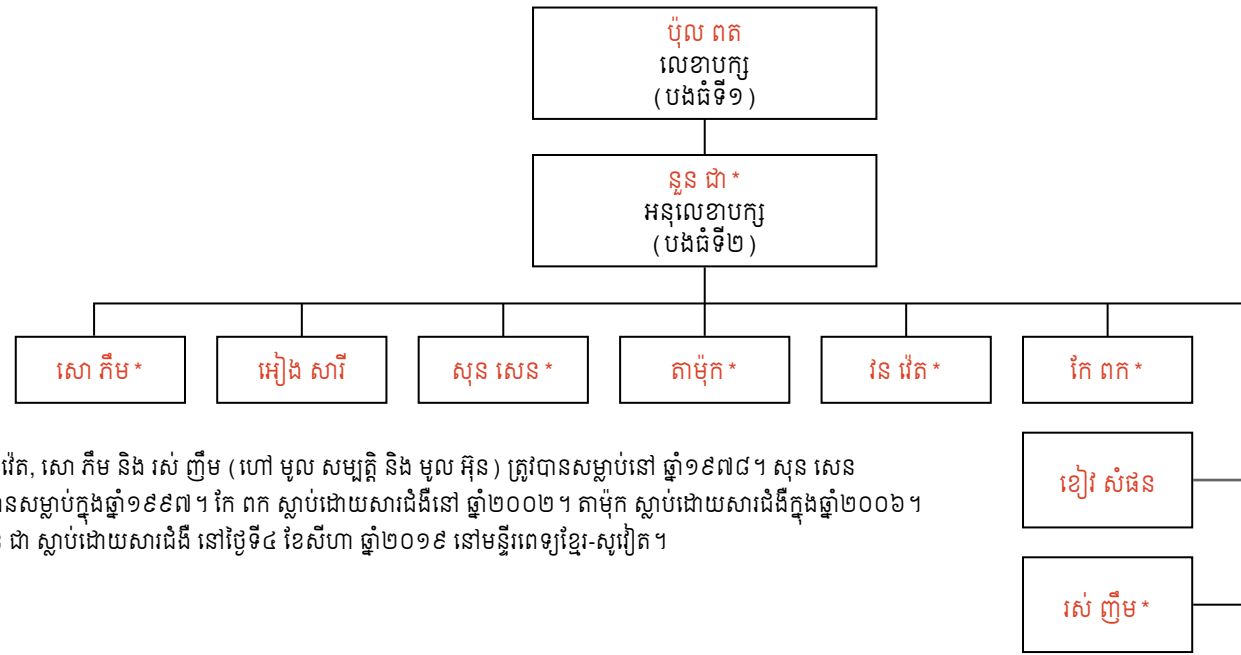 ប៉ុល ពត
លេខាបក្ស
(បងធំទី១)
នួន ជា*
អនុលេខាបក្ស
(បងធំទី២)
សោ ភឹម*
អៀង សារី
សុន សេន*
តាម៉ុក*
វន វ៉េត*
កែ ពក*
ខៀវ សំផន
រស់ ញឹម*
វ៉េត, សោ ភឹម និង រស់ ញឹម (ហៅ មូល សម្បត្តិ និង មូល អ៊ុន) ត្រូវបានសម្លាប់នៅ ឆ្នាំ១៩៧៨។ សុន សេន
សម្លាប់ក្នុងឆ្នាំ១៩៩៧។ កែ ពក ស្លាប់ដោយសារជំងឺនៅ ឆ្នាំ២០០២។ តាម៉ុក ស្លាប់ដោយសារជំងឺក្នុងឆ្នាំ២០០៦។
ជា ស្លាប់ដោយសារជំងឺ នៅថ្ងៃទី៤ ខែសីហា ឆ្នាំ២០១៩ នៅមន្ទីរពេទ្យខ្មែរ-សូវៀត។